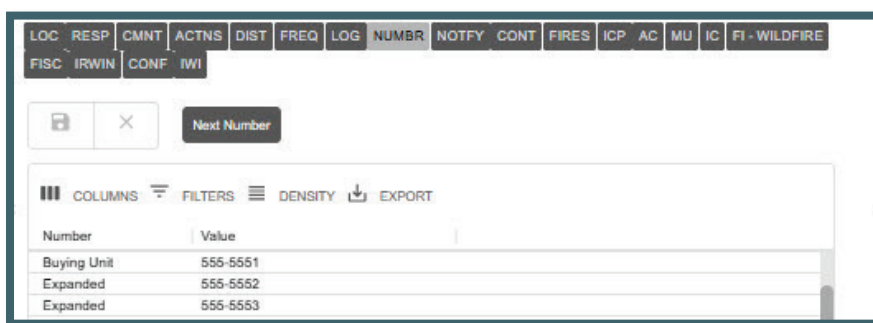 LOC RESP CMNT ACTNS DIST FREQ LOG NUMBR NOTFY CONT FIRES ICP AC MU IC FI - WILDFIRE
FISC IRWIN CONF IWI
Next Number
COLUMNS FILTERS DENSITY EXPORT
Number Value
Buying Unit 555-5551
Expanded 555-5552
Expanded 555-5553